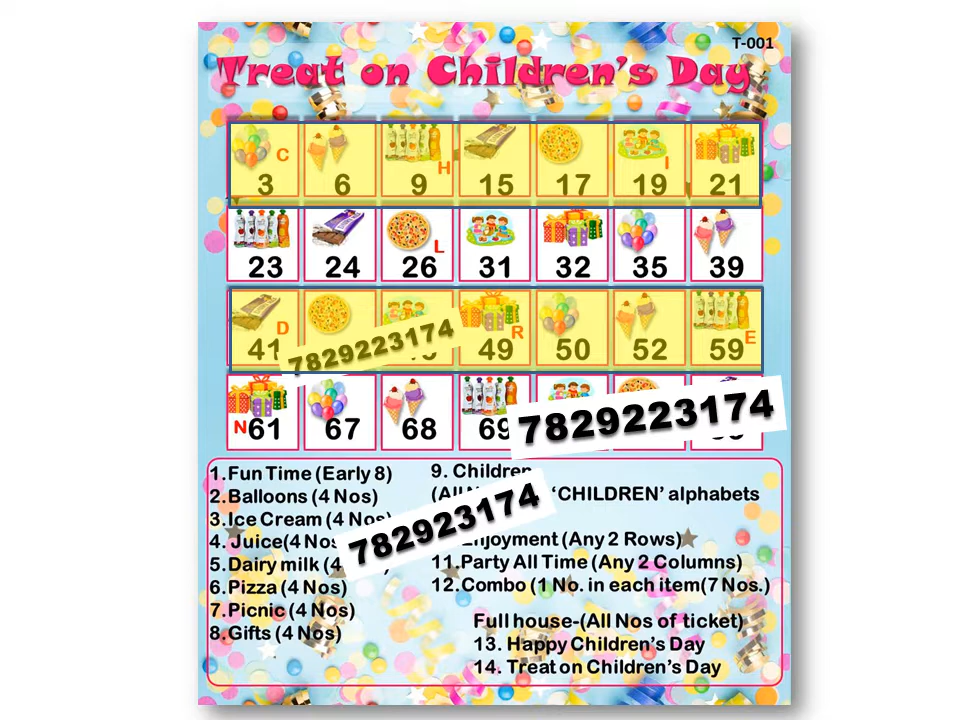 T-001
Treat on Children's Day
C H I
3 6 9 15 17 19 21
L
23 24 26 31 32 35 39
D R E
41 49 50 52 59
7829223174
N
61 67 68 69
7829223174
1.Fun Time (Early 8)
2.Balloons (4 Nos)
3.Ice Cream (4 Nos)
4. Juice(4 Nos
5.Dairy milk (4
6.Pizza (4 Nos)
7.Picnic (4 Nos)
8.Gifts (4 Nos)
782923174
9. Children
'CHILDREN' alphabets
Enjoyment (Any 2 Rows)
11.Party All Time (Any 2 Columns)
12.Combo (1 No. in each item(7 Nos.)
Full house-(All Nos of ticket)
13. Happy Children's Day
14. Treat on Children's Day